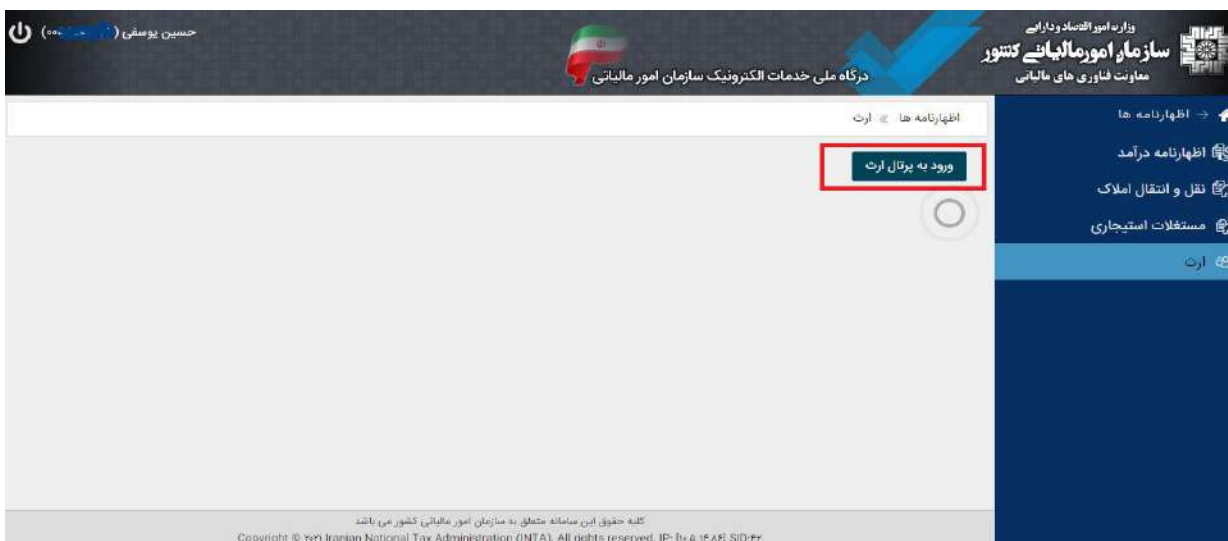 وزارت امور اقتصاد و دارایی
سازمان امور مالیاتی کشور
معاونت فناوری های مالیاتی
درگاه ملی خدمات الکترونیک سازمان امور مالیاتی
حسین یوسفی (
اظهارنامه ها
اظهارنامه درآمد
نقل و انتقال املاک
مستغلات استیجاری
ارث
اظهارنامه ها » ارث
ورود به پرتال ارث
کلیه حقوق این سامانه متعلق به سازمان امور مالیاتی کشور می باشد
Copyright © ۲۰۲۱ Iranian National Tax Administration (INTA), All rights reserved.